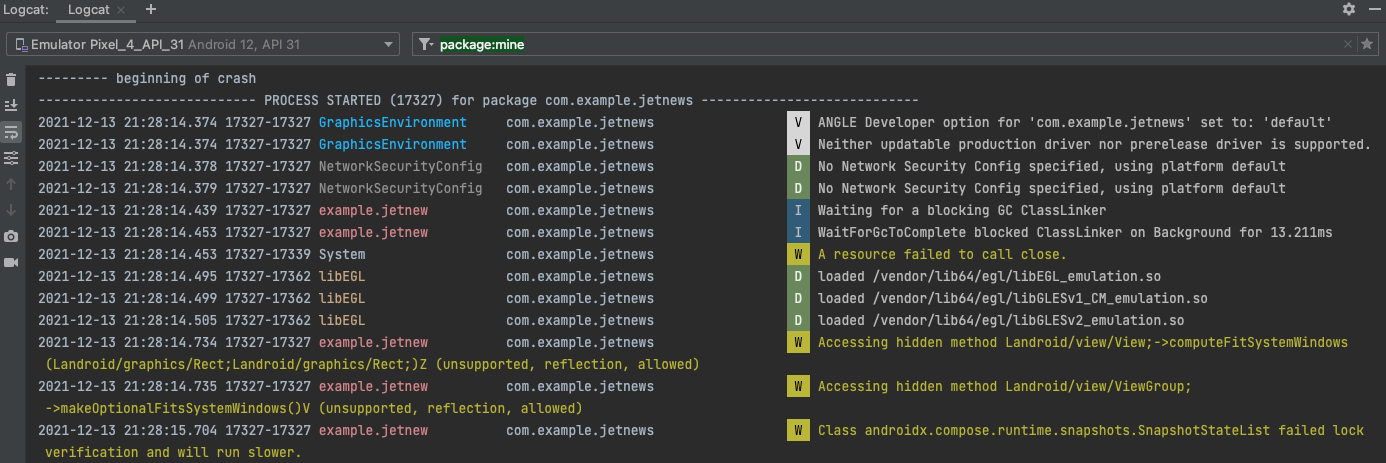 Logcat: Logcat
Emulator Pixel_4_API_31 Android 12, API 31 package:mine
--------- beginning of crash
---------------------------- PROCESS STARTED (17327) for package com.example.jetnews ----------------------------
2021-12-13 21:28:14.374 17327-17327 GraphicsEnvironment com.example.jetnews V ANGLE Developer option for 'com.example.jetnews' set to: 'default'
2021-12-13 21:28:14.374 17327-17327 GraphicsEnvironment com.example.jetnews V Neither updatable production driver nor prerelease driver is supported.
2021-12-13 21:28:14.378 17327-17327 NetworkSecurityConfig com.example.jetnews D No Network Security Config specified, using platform default
2021-12-13 21:28:14.379 17327-17327 NetworkSecurityConfig com.example.jetnews D No Network Security Config specified, using platform default
2021-12-13 21:28:14.439 17327-17327 example.jetnew com.example.jetnews I Waiting for a blocking GC ClassLinker
2021-12-13 21:28:14.453 17327-17327 example.jetnew com.example.jetnews I WaitForGcToComplete blocked ClassLinker on Background for 13.211ms
2021-12-13 21:28:14.453 17327-17339 System com.example.jetnews W A resource failed to call close.
2021-12-13 21:28:14.495 17327-17362 libEGL com.example.jetnews D loaded /vendor/lib64/egl/libEGL_emulation.so
2021-12-13 21:28:14.499 17327-17362 libEGL com.example.jetnews D loaded /vendor/lib64/egl/libGLESv1_CM_emulation.so
2021-12-13 21:28:14.505 17327-17362 libEGL com.example.jetnews D loaded /vendor/lib64/egl/libGLESv2_emulation.so
2021-12-13 21:28:14.734 17327-17327 example.jetnew com.example.jetnews W Accessing hidden method Landroid/view/View;->computeFitSystemWindows
(Landroid/graphics/Rect;Landroid/graphics/Rect;)Z (unsupported, reflection, allowed)
2021-12-13 21:28:14.735 17327-17327 example.jetnew com.example.jetnews W Accessing hidden method Landroid/view/ViewGroup;
->makeOptionalFitsSystemWindows()V (unsupported, reflection, allowed)
2021-12-13 21:28:15.704 17327-17327 example.jetnew com.example.jetnews W Class androidx.compose.runtime.snapshots.SnapshotStateList failed lock
verification and will run slower.